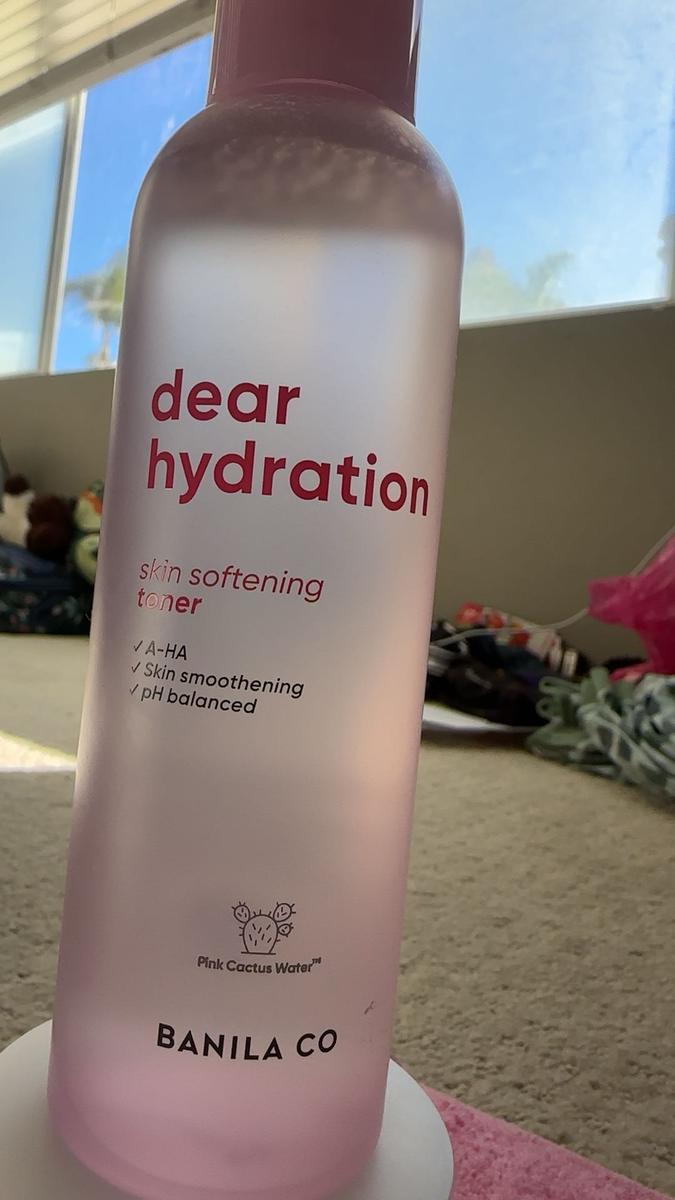 dear
hydration
skin softening
toner
✓ A-HA
✓ Skin smoothening
✓ pH balanced
Pink Cactus Water™
BANILA CO